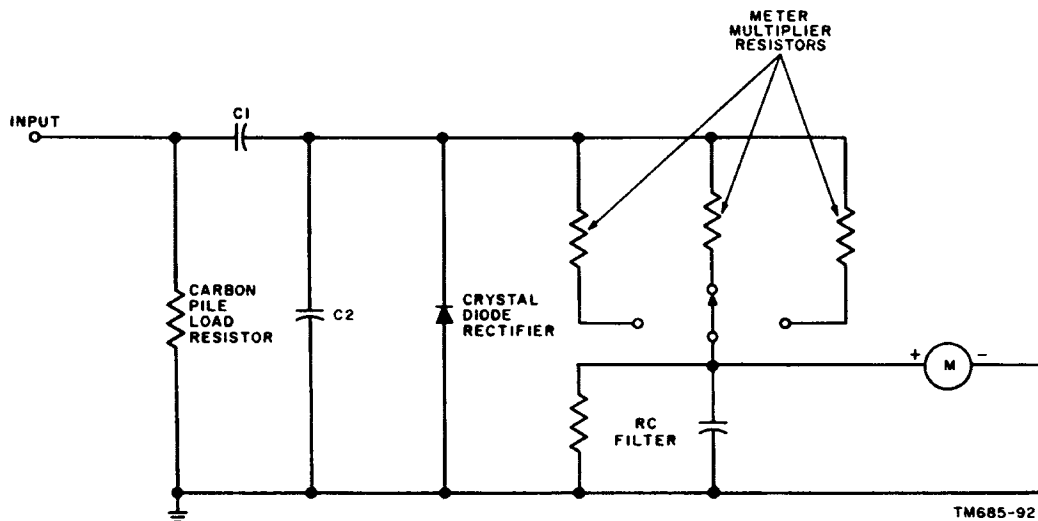 METER
MULTIPLIER
RESISTORS
INPUT
C1
CARBON
PILE
LOAD
RESISTOR
C2
CRYSTAL
DIODE
RECTIFIER
+
M
-
RC
FILTER
TM685-92